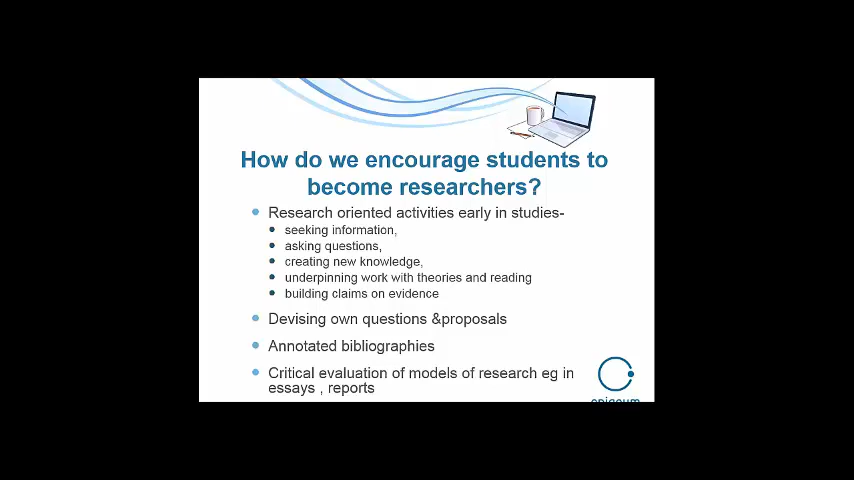 How do we encourage students to
become researchers?
Research oriented activities early in studies-
seeking information,
asking questions,
creating new knowledge,
underpinning work with theories and reading
building claims on evidence
Devising own questions &proposals
Annotated bibliographies
Critical evaluation of models of research eg in
essays , reports
epigeum